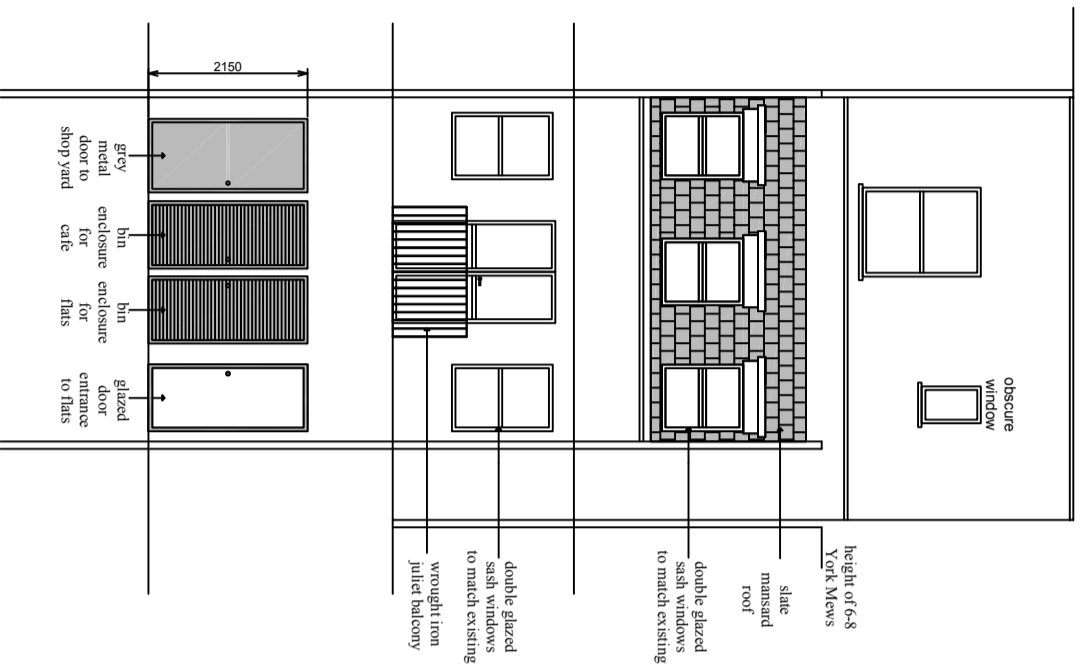 obscure
window
height of 6-8
York Mews
slate
mansard
roof
double glazed
sash windows
to match existing
double glazed
sash windows
to match existing
wrought iron
juliet balcony
2150
grey
metal
door to
shop yard
bin
enclosure
for
cafe
bin
enclosure
for
flats
glazed
door
entrance
to flats